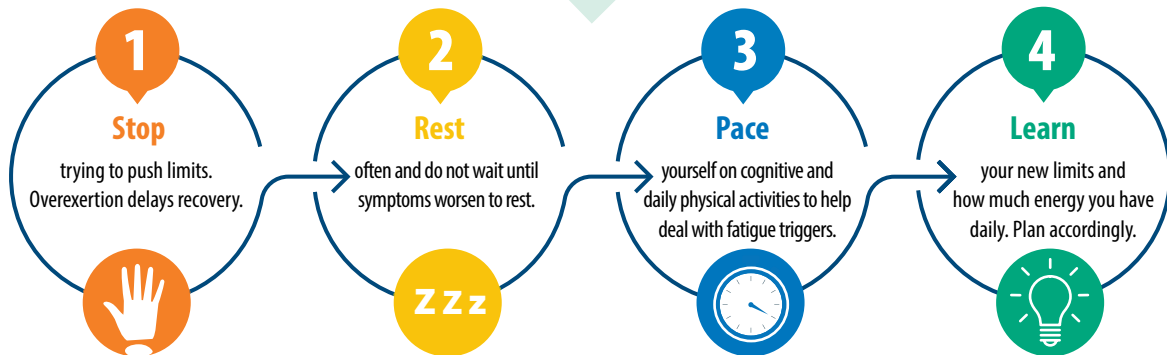 1
Stop
trying to push limits.
Overexertion delays recovery.
2
Rest
often and do not wait until
symptoms worsen to rest.
zzz
3
Pace
yourself on cognitive and
daily physical activities to help
deal with fatigue triggers.
4
Learn
your new limits and
how much energy you have
daily. Plan accordingly.